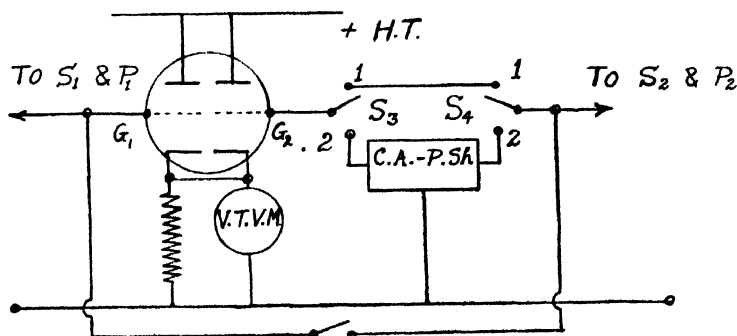 + H.T.
TO S1 & P1
1
1
TO S2 & P2
G1
G2
. 2
S3
S4
2
C.A.-P.Sh
V.T.V.M